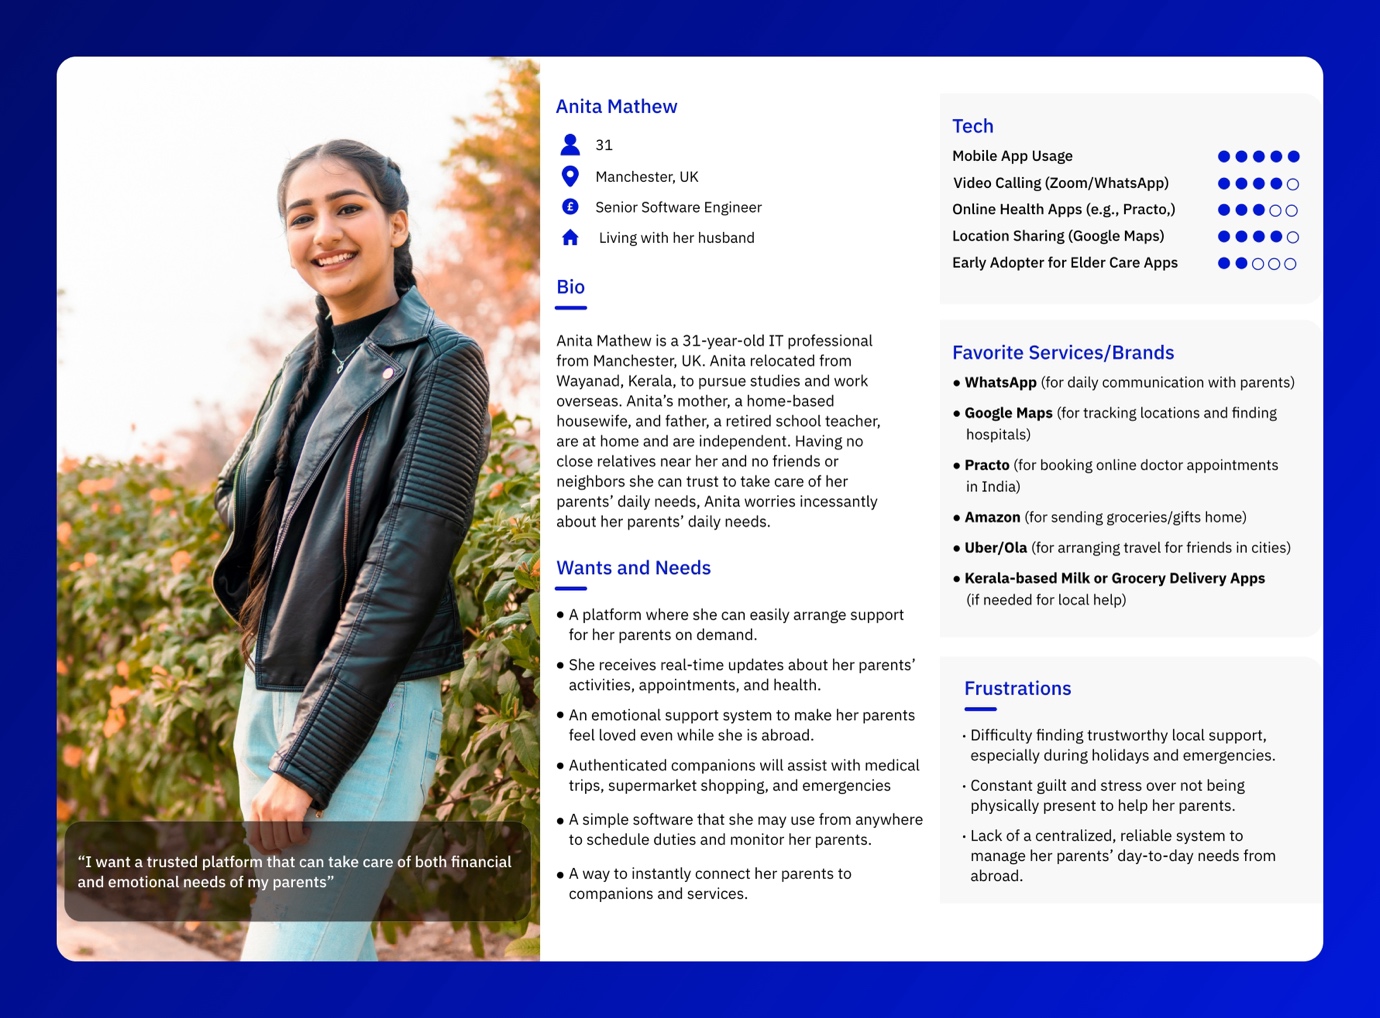 Anita Mathew
31
Manchester, UK
£
Senior Software Engineer
Living with her husband
Bio
Anita Mathew is a 31-year-old IT professional
from Manchester, UK. Anita relocated from
Wayanad, Kerala, to pursue studies and work
overseas. Anita’s mother, a home-based
housewife, and father, a retired school teacher,
are at home and are independent. Having no
close relatives near her and no friends or
neighbors she can trust to take care of her
parents’ daily needs, Anita worries incessantly
about her parents’ daily needs.
Wants and Needs
● A platform where she can easily arrange support
for her parents on demand.
● She receives real-time updates about her parents’
activities, appointments, and health.
● An emotional support system to make her parents
feel loved even while she is abroad.
● Authenticated companions will assist with medical
trips, supermarket shopping, and emergencies
● A simple software that she may use from anywhere
to schedule duties and monitor her parents.
● A way to instantly connect her parents to
companions and services.
Tech
Mobile App Usage
Video Calling (Zoom/WhatsApp)
Online Health Apps (e.g., Practo,)
Location Sharing (Google Maps)
Early Adopter for Elder Care Apps
Favorite Services/Brands
● WhatsApp (for daily communication with parents)
● Google Maps (for tracking locations and finding
hospitals)
● Practo (for booking online doctor appointments
in India)
● Amazon (for sending groceries/gifts home)
● Uber/Ola (for arranging travel for friends in cities)
● Kerala-based Milk or Grocery Delivery Apps
(if needed for local help)
Frustrations
· Difficulty finding trustworthy local support,
especially during holidays and emergencies.
· Constant guilt and stress over not being
physically present to help her parents.
· Lack of a centralized, reliable system to
manage her parents’ day-to-day needs from
abroad.
“I want a trusted platform that can take care of both financial
and emotional needs of my parents”